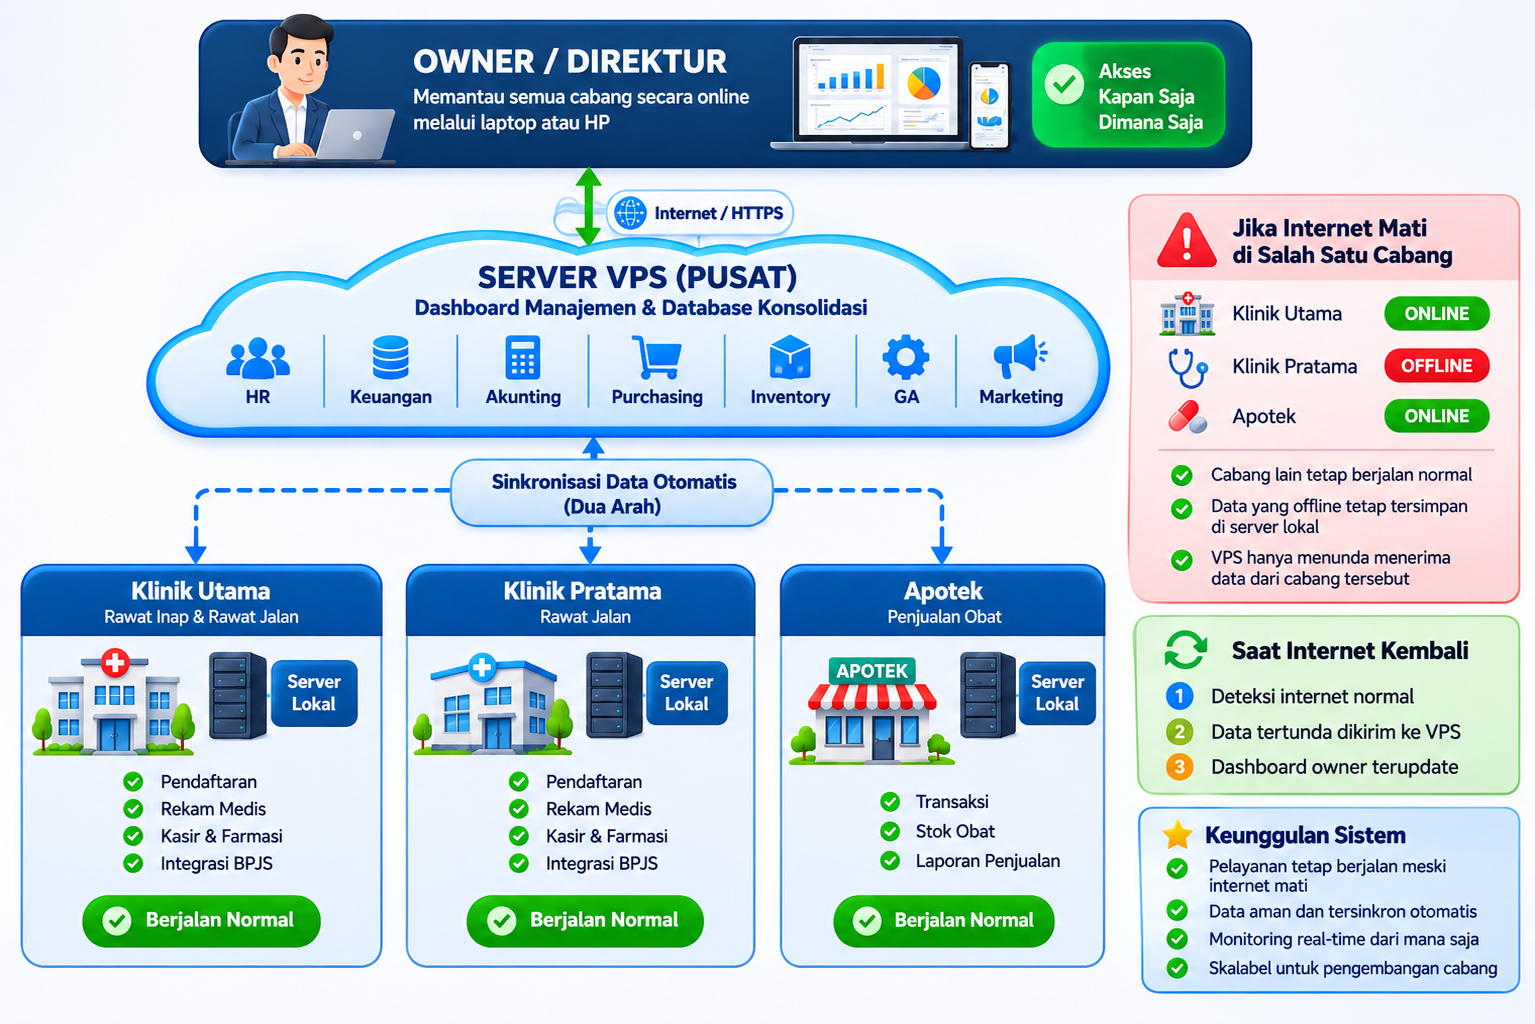 OWNER / DIREKTUR
Memantau semua cabang secara online
melalui laptop atau HP
Akses
Kapan Saja
Dimana Saja
Internet / HTTPS
SERVER VPS (PUSAT)
Dashboard Manajemen & Database Konsolidasi
HR
Keuangan
Akunting
Purchasing
Inventory
GA
Marketing
Sinkronisasi Data Otomatis
(Dua Arah)
Klinik Utama
Rawat Inap & Rawat Jalan
Server
Lokal
Pendaftaran
Rekam Medis
Kasir & Farmasi
Integrasi BPJS
Berjalan Normal
Klinik Pratama
Rawat Jalan
Server
Lokal
Pendaftaran
Rekam Medis
Kasir & Farmasi
Integrasi BPJS
Berjalan Normal
Apotek
Penjualan Obat
APOTEK
Server
Lokal
Transaksi
Stok Obat
Laporan Penjualan
Berjalan Normal
Jika Internet Mati
di Salah Satu Cabang
Klinik Utama
ONLINE
Klinik Pratama
OFFLINE
Apotek
ONLINE
Cabang lain tetap berjalan normal
Data yang offline tetap tersimpan
di server lokal
VPS hanya menunda menerima
data dari cabang tersebut
Saat Internet Kembali
1 Deteksi internet normal
2 Data tertunda dikirim ke VPS
3 Dashboard owner terupdate
Keunggulan Sistem
Pelayanan tetap berjalan meski
internet mati
Data aman dan tersinkron otomatis
Monitoring real-time dari mana saja
Skalabel untuk pengembangan cabang